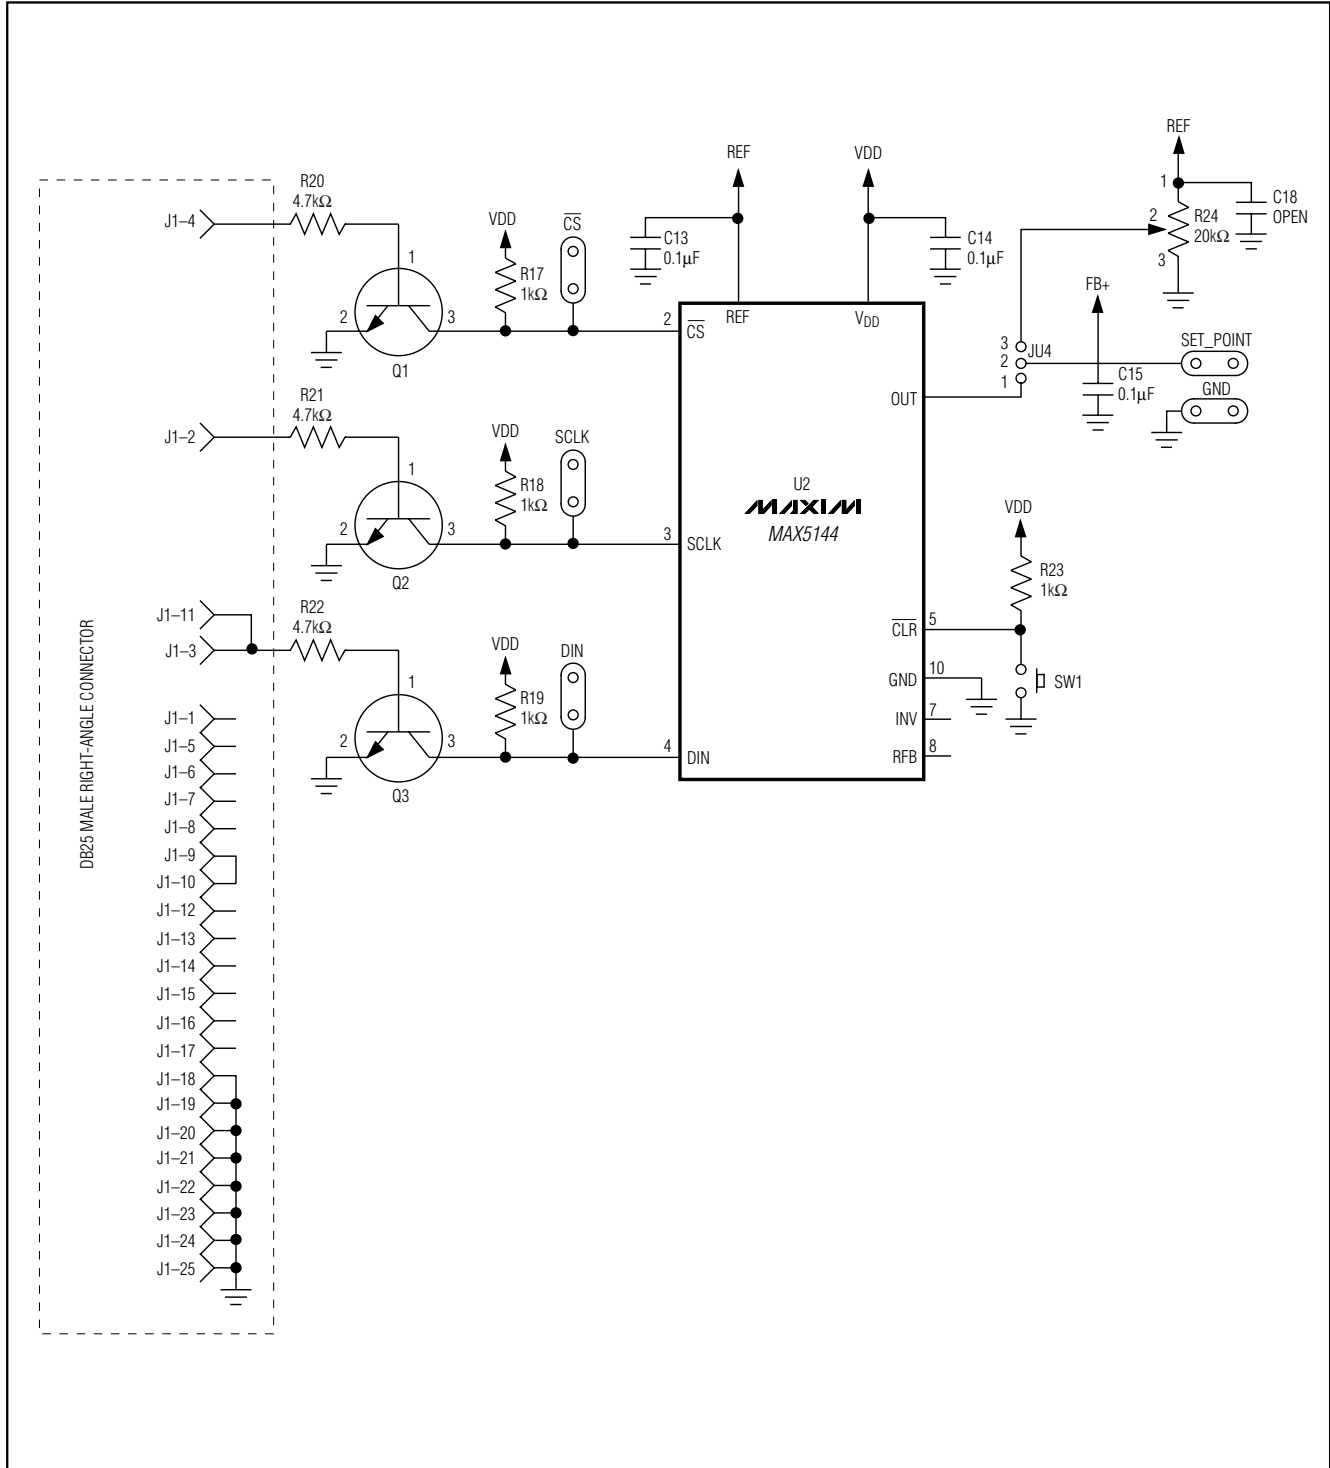 REF
REF
VDD
1
C18
OPEN
2
R24
20kΩ
3
R20
4.7kΩ
J1–4
1
VDD
C̅S̅
R17
1kΩ
C13
0.1µF
C14
0.1µF
2
3
Q1
2
C̅S̅
REF
VDD
FB+
3
2
1
JU4
SET_POINT
C15
0.1µF
GND
OUT
R21
4.7kΩ
J1–2
1
VDD
SCLK
R18
1kΩ
2
3
Q2
3
SCLK
U2
MAXIM
MAX5144
VDD
R23
1kΩ
J1–11
J1–3
R22
4.7kΩ
1
VDD
DIN
R19
1kΩ
2
3
Q3
4
DIN
C̅L̅R̅
5
GND
10
SW1
INV
7
RFB
8
DB25 MALE RIGHT-ANGLE CONNECTOR
J1–1
J1–5
J1–6
J1–7
J1–8
J1–9
J1–10
J1–12
J1–13
J1–14
J1–15
J1–16
J1–17
J1–18
J1–19
J1–20
J1–21
J1–22
J1–23
J1–24
J1–25